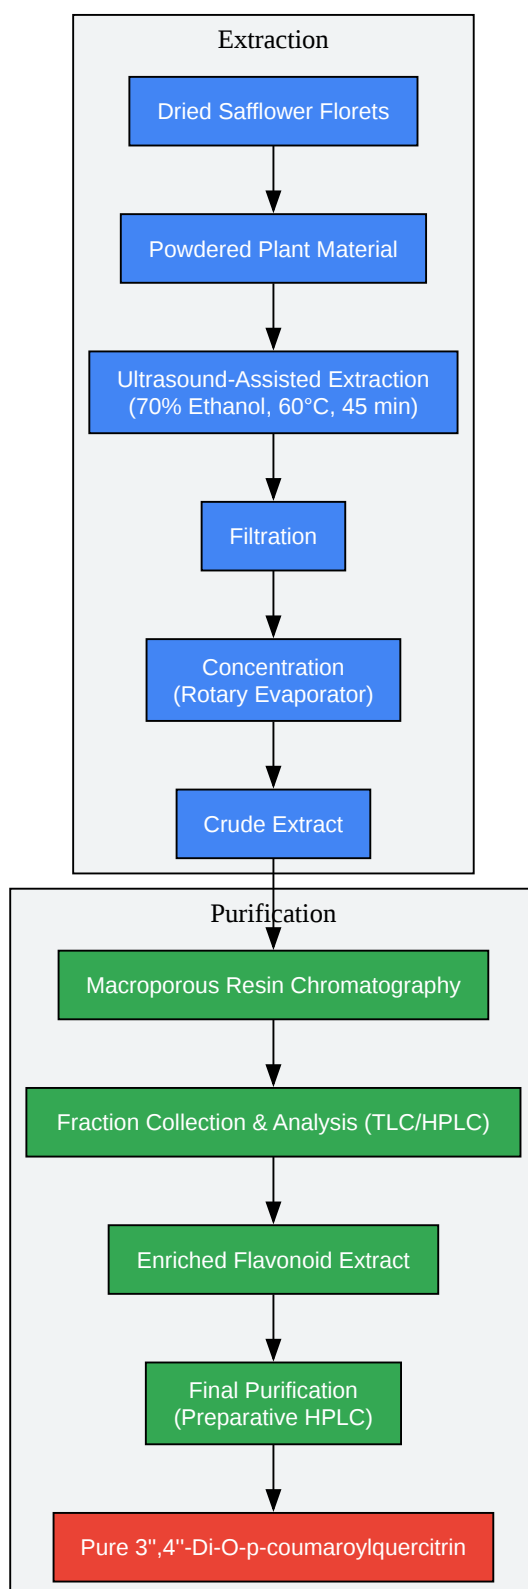 Extraction
Dried Safflower Florets
Powdered Plant Material
Ultrasound-Assisted Extraction
(70% Ethanol, 60°C, 45 min)
Filtration
Concentration
(Rotary Evaporator)
Crude Extract
Purification
Macroporous Resin Chromatography
Fraction Collection & Analysis (TLC/HPLC)
Enriched Flavonoid Extract
Final Purification
(Preparative HPLC)
Pure 3'',4''-Di-O-p-coumaroylquercitrin